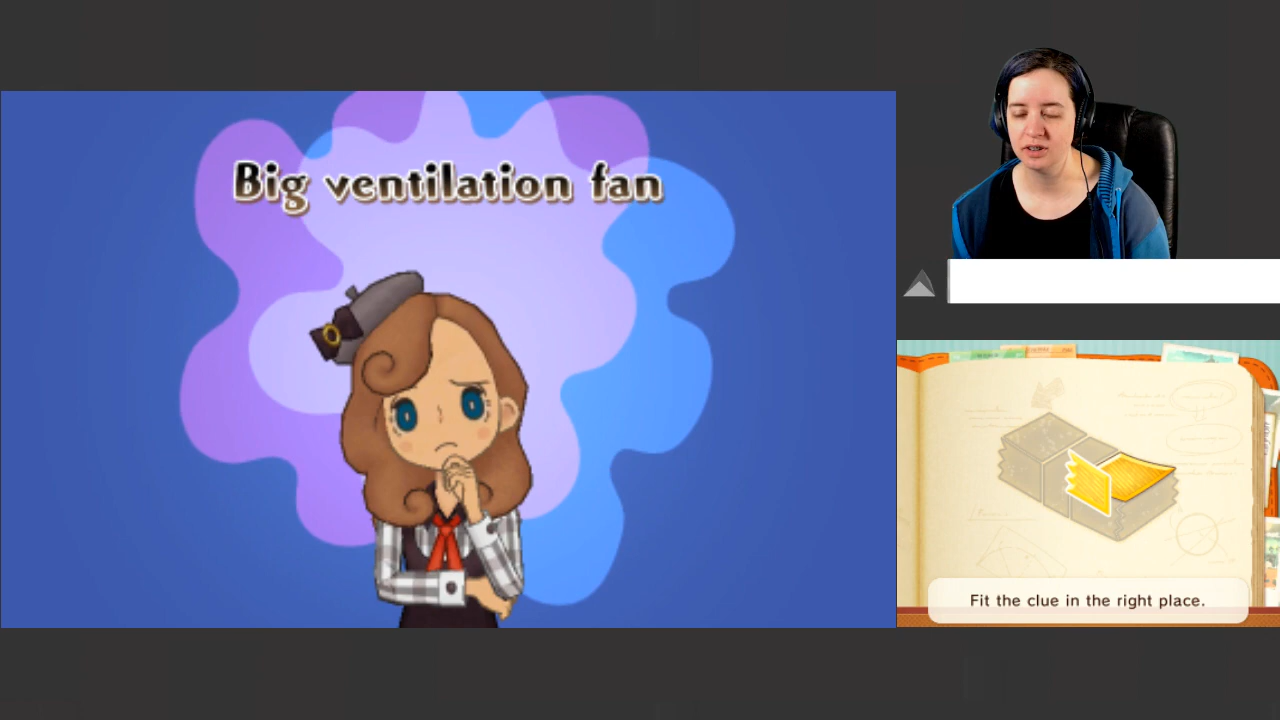 Big ventilation fan
Fit the clue in the right place.